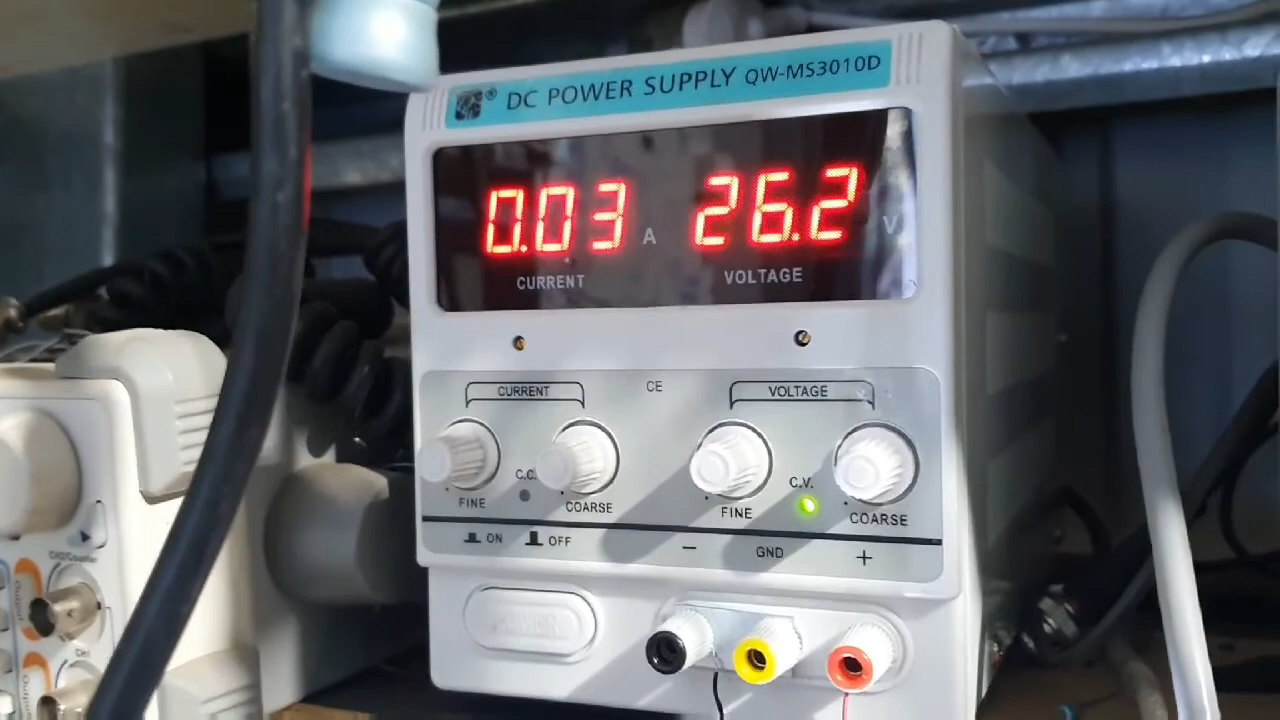 ® DC POWER SUPPLY QW-MS3010D
0.03 A 26.2 V
CURRENT VOLTAGE
CURRENT CE VOLTAGE
C.C. C.V.
FINE COARSE FINE COARSE
ON OFF − GND +
POWER